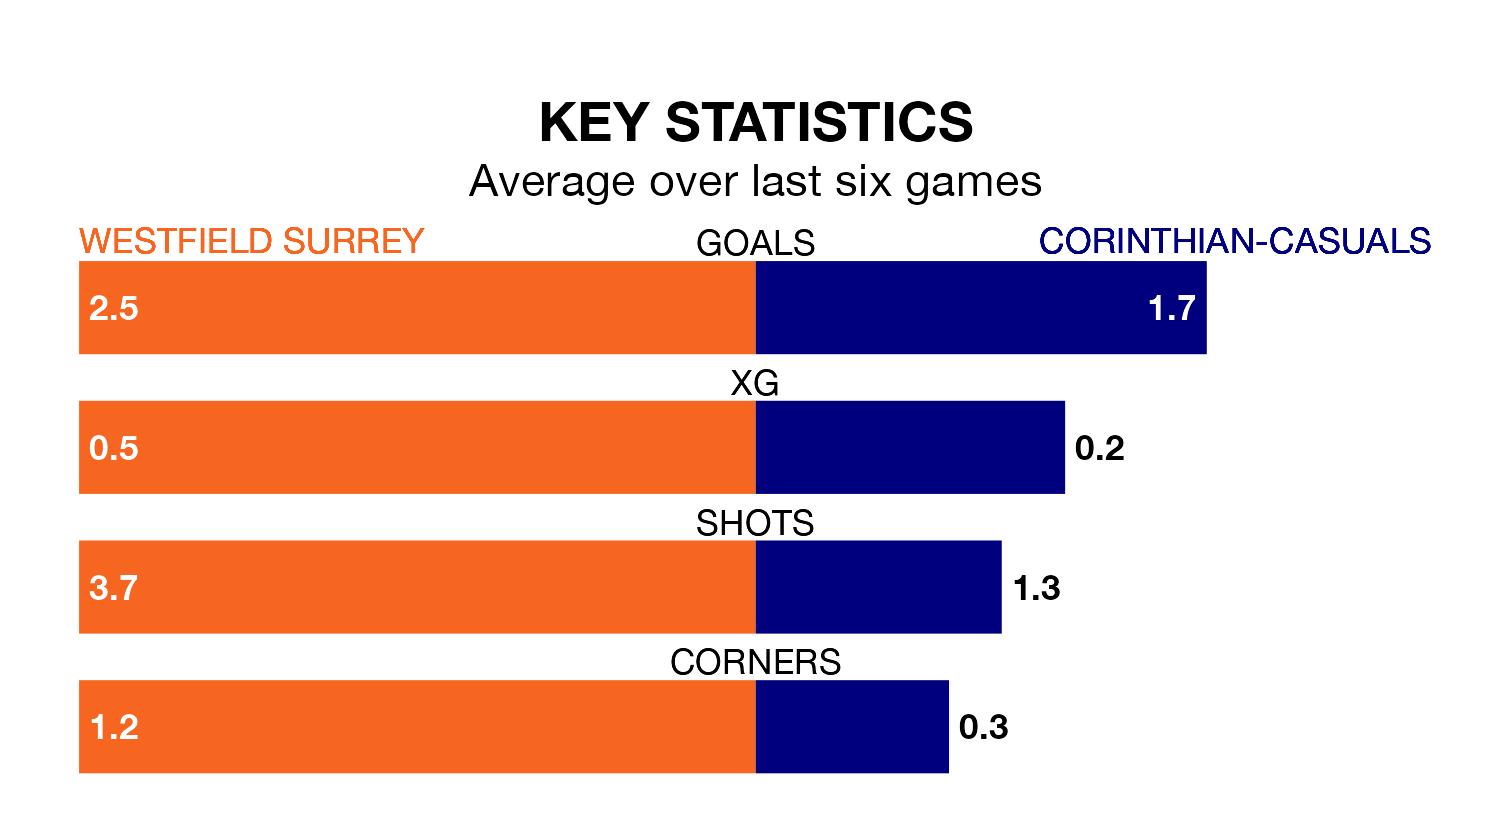 KEY STATISTICS
Average over last six games
WESTFIELD SURREY GOALS CORINTHIAN-CASUALS
2.5 1.7
XG
0.5 0.2
SHOTS
3.7 1.3
CORNERS
1.2 0.3